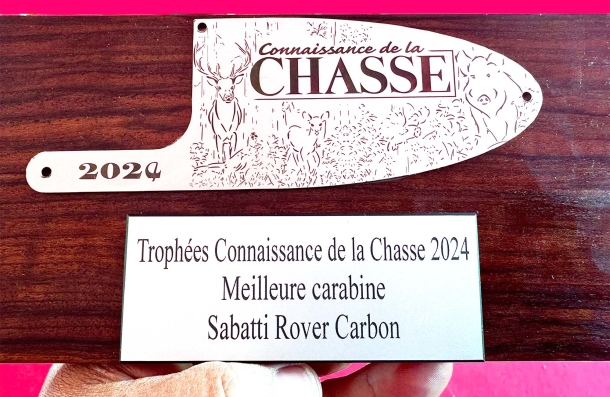 Connaissance de la
CHASSE
2024
Trophées Connaissance de la Chasse 2024
Meilleure carabine
Sabatti Rover Carbon